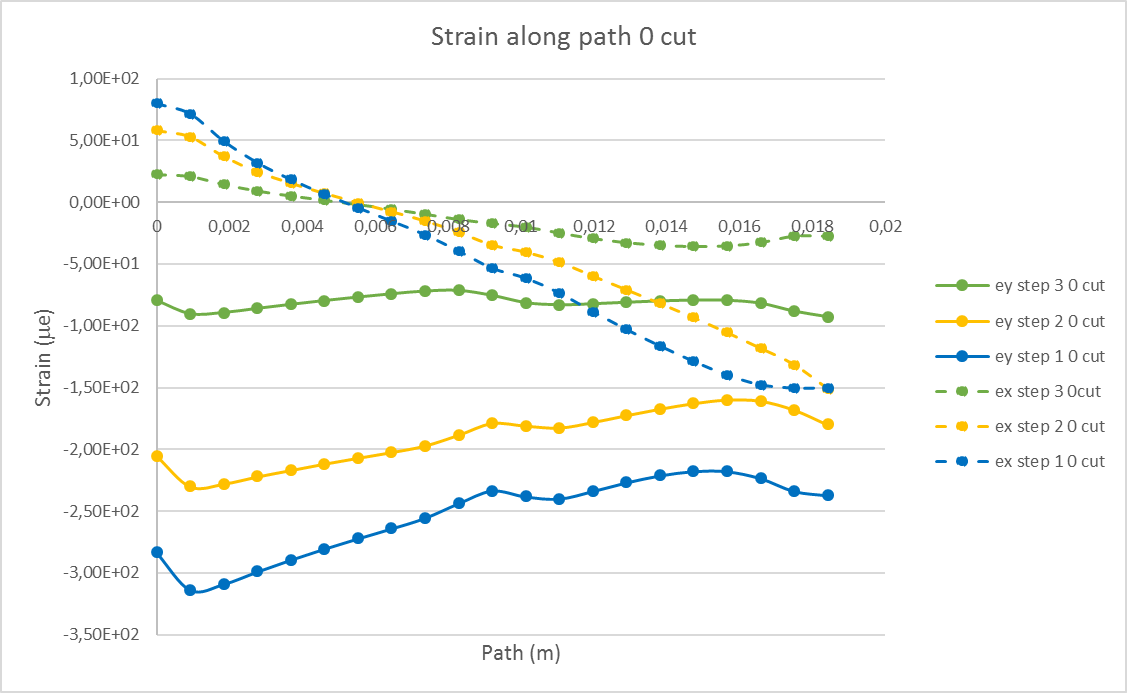 Strain along path 0 cut
1,00E+02
5,00E+01
0,00E+00
-5,00E+01
-1,00E+02
-1,50E+02
-2,00E+02
-2,50E+02
-3,00E+02
-3,50E+02
0
0,002
0,004
0,006
0,008
0,01
0,012
0,014
0,016
0,018
0,02
Strain (µe)
Path (m)
ey step 3 0 cut
ey step 2 0 cut
ey step 1 0 cut
ex step 3 0cut
ex step 2 0 cut
ex step 1 0 cut